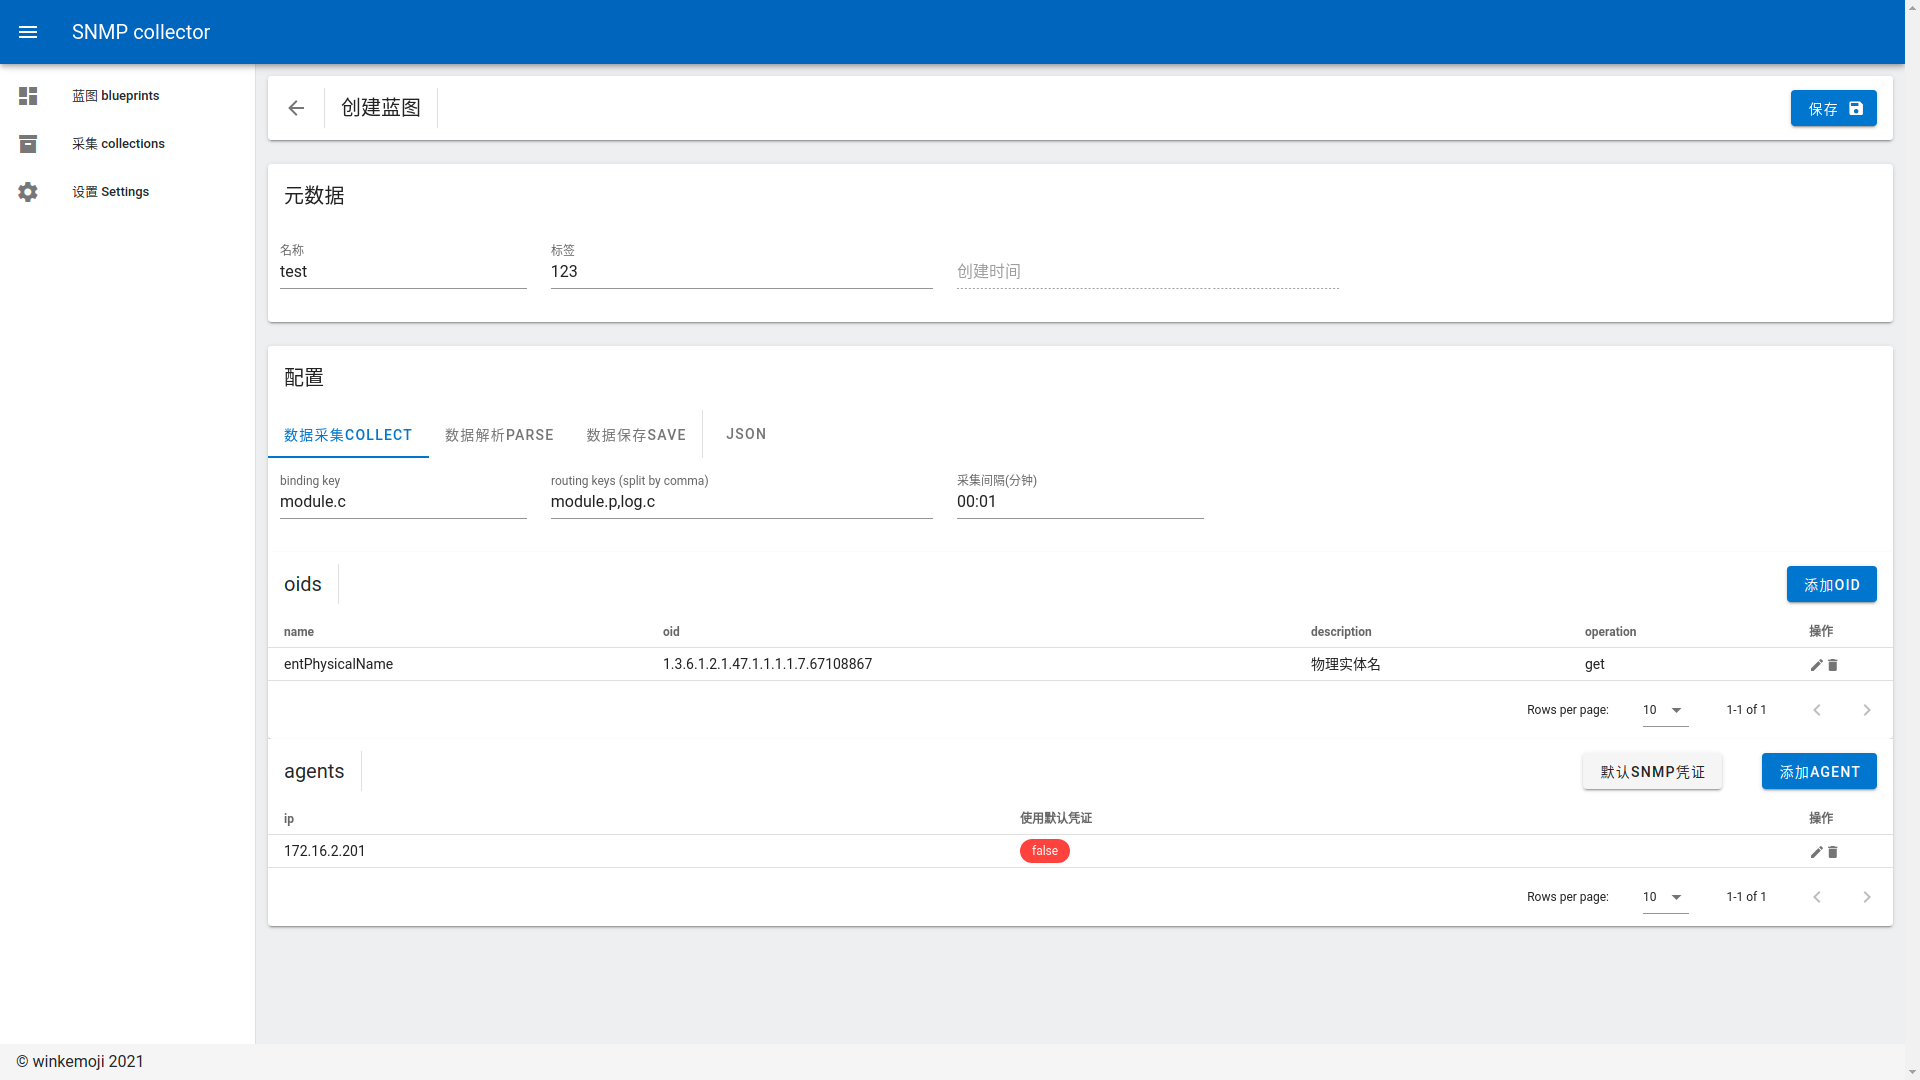 SNMP collector
蓝图 blueprints
采集 collections
设置 Settings
创建蓝图
保存
元数据
名称 标签
test 123 创建时间
配置
数据采集COLLECT 数据解析PARSE 数据保存SAVE JSON
binding key routing keys (split by comma) 采集间隔(分钟)
module.c module.p,log.c 00:01
oids 添加OID
name oid description operation 操作
entPhysicalName 1.3.6.1.2.1.47.1.1.1.1.7.67108867 物理实体名 get
Rows per page: 10 1-1 of 1
agents 默认SNMP凭证 添加AGENT
ip 使用默认凭证 操作
172.16.2.201 false
Rows per page: 10 1-1 of 1
© winkemoji 2021